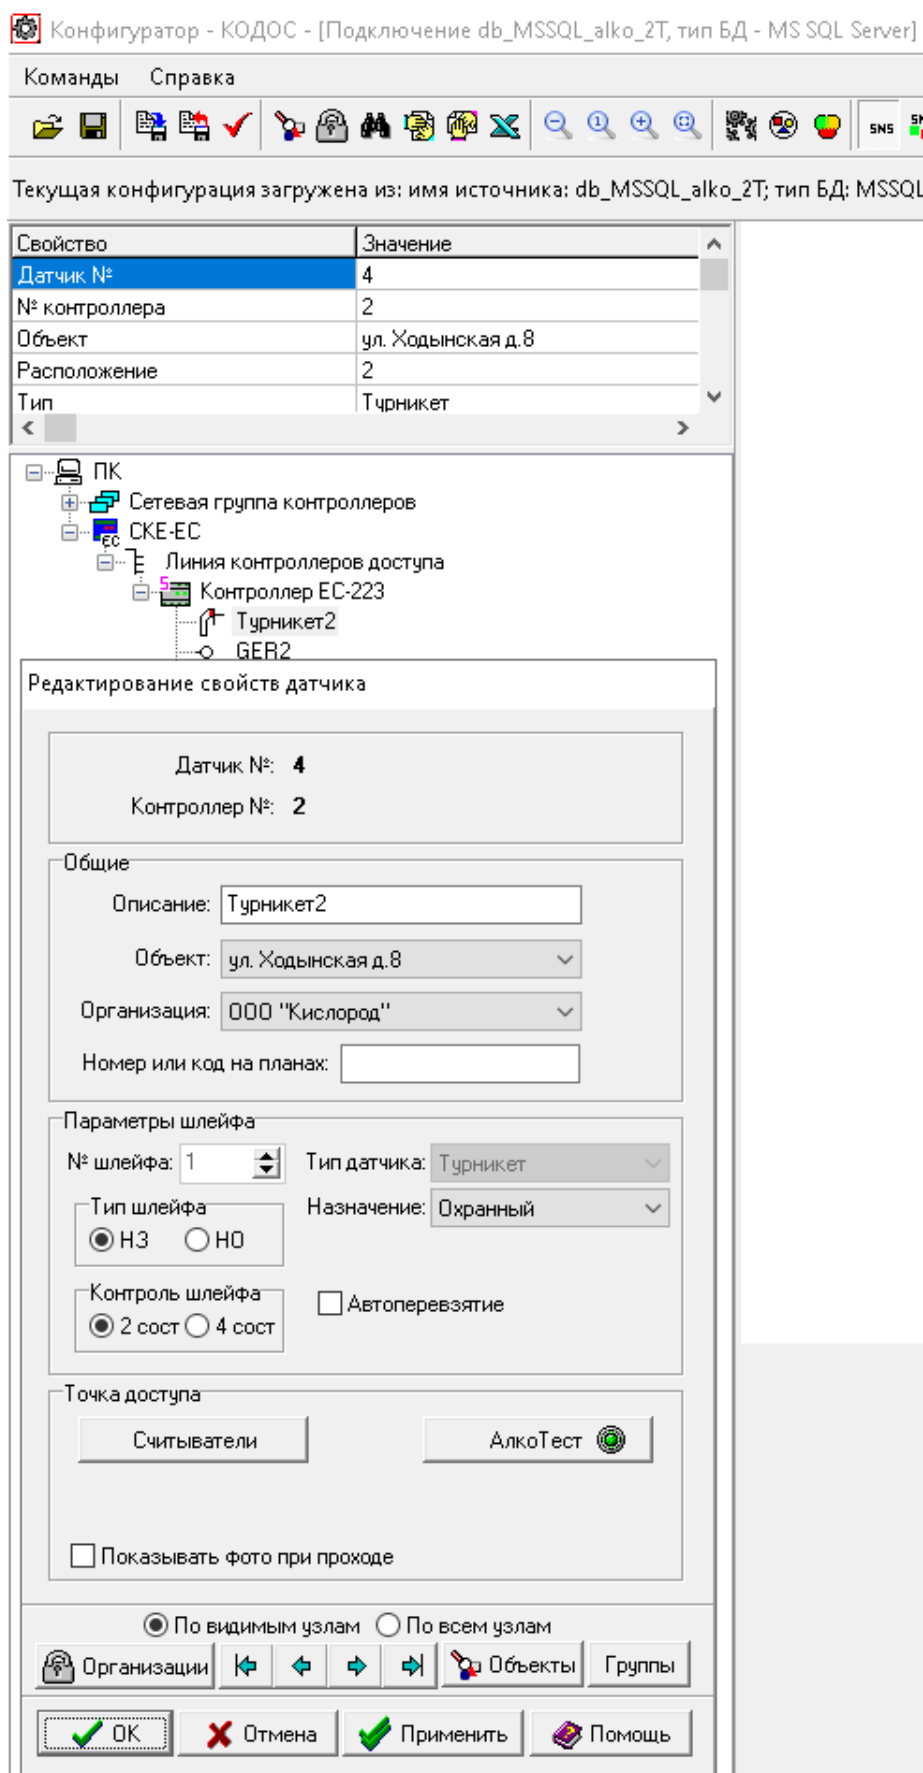 Конфигуратор - КОДОС - [Подключение db_MSSQL_alko_2T, тип БД - MS SQL Server]
Команды Справка
SNS
Текущая конфигурация загружена из: имя источника: db_MSSQL_alko_2T; тип БД: MSSQL
Свойство Значение
Датчик № 4
№ контроллера 2
Объект ул. Ходынская д.8
Расположение 2
Тип Турникет
ПК
Сетевая группа контроллеров
СКЕ-ЕС
Линия контроллеров доступа
Контроллер ЕС-223
Турникет2
GER2
Редактирование свойств датчика
Датчик №: 4
Контроллер №: 2
Общие
Описание: Турникет2
Объект: ул. Ходынская д.8
Организация: ООО "Кислород"
Номер или код на планах:
Параметры шлейфа
№ шлейфа: 1 Тип датчика: Турникет
Тип шлейфа Назначение: Охранный
НЗ НО
Контроль шлейфа
Автоперевзятие
2 сост 4 сост
Точка доступа
Считыватели АлкоТест
Показывать фото при проходе
По видимым узлам По всем узлам
Организации Объекты Группы
ОК Отмена Применить Помощь